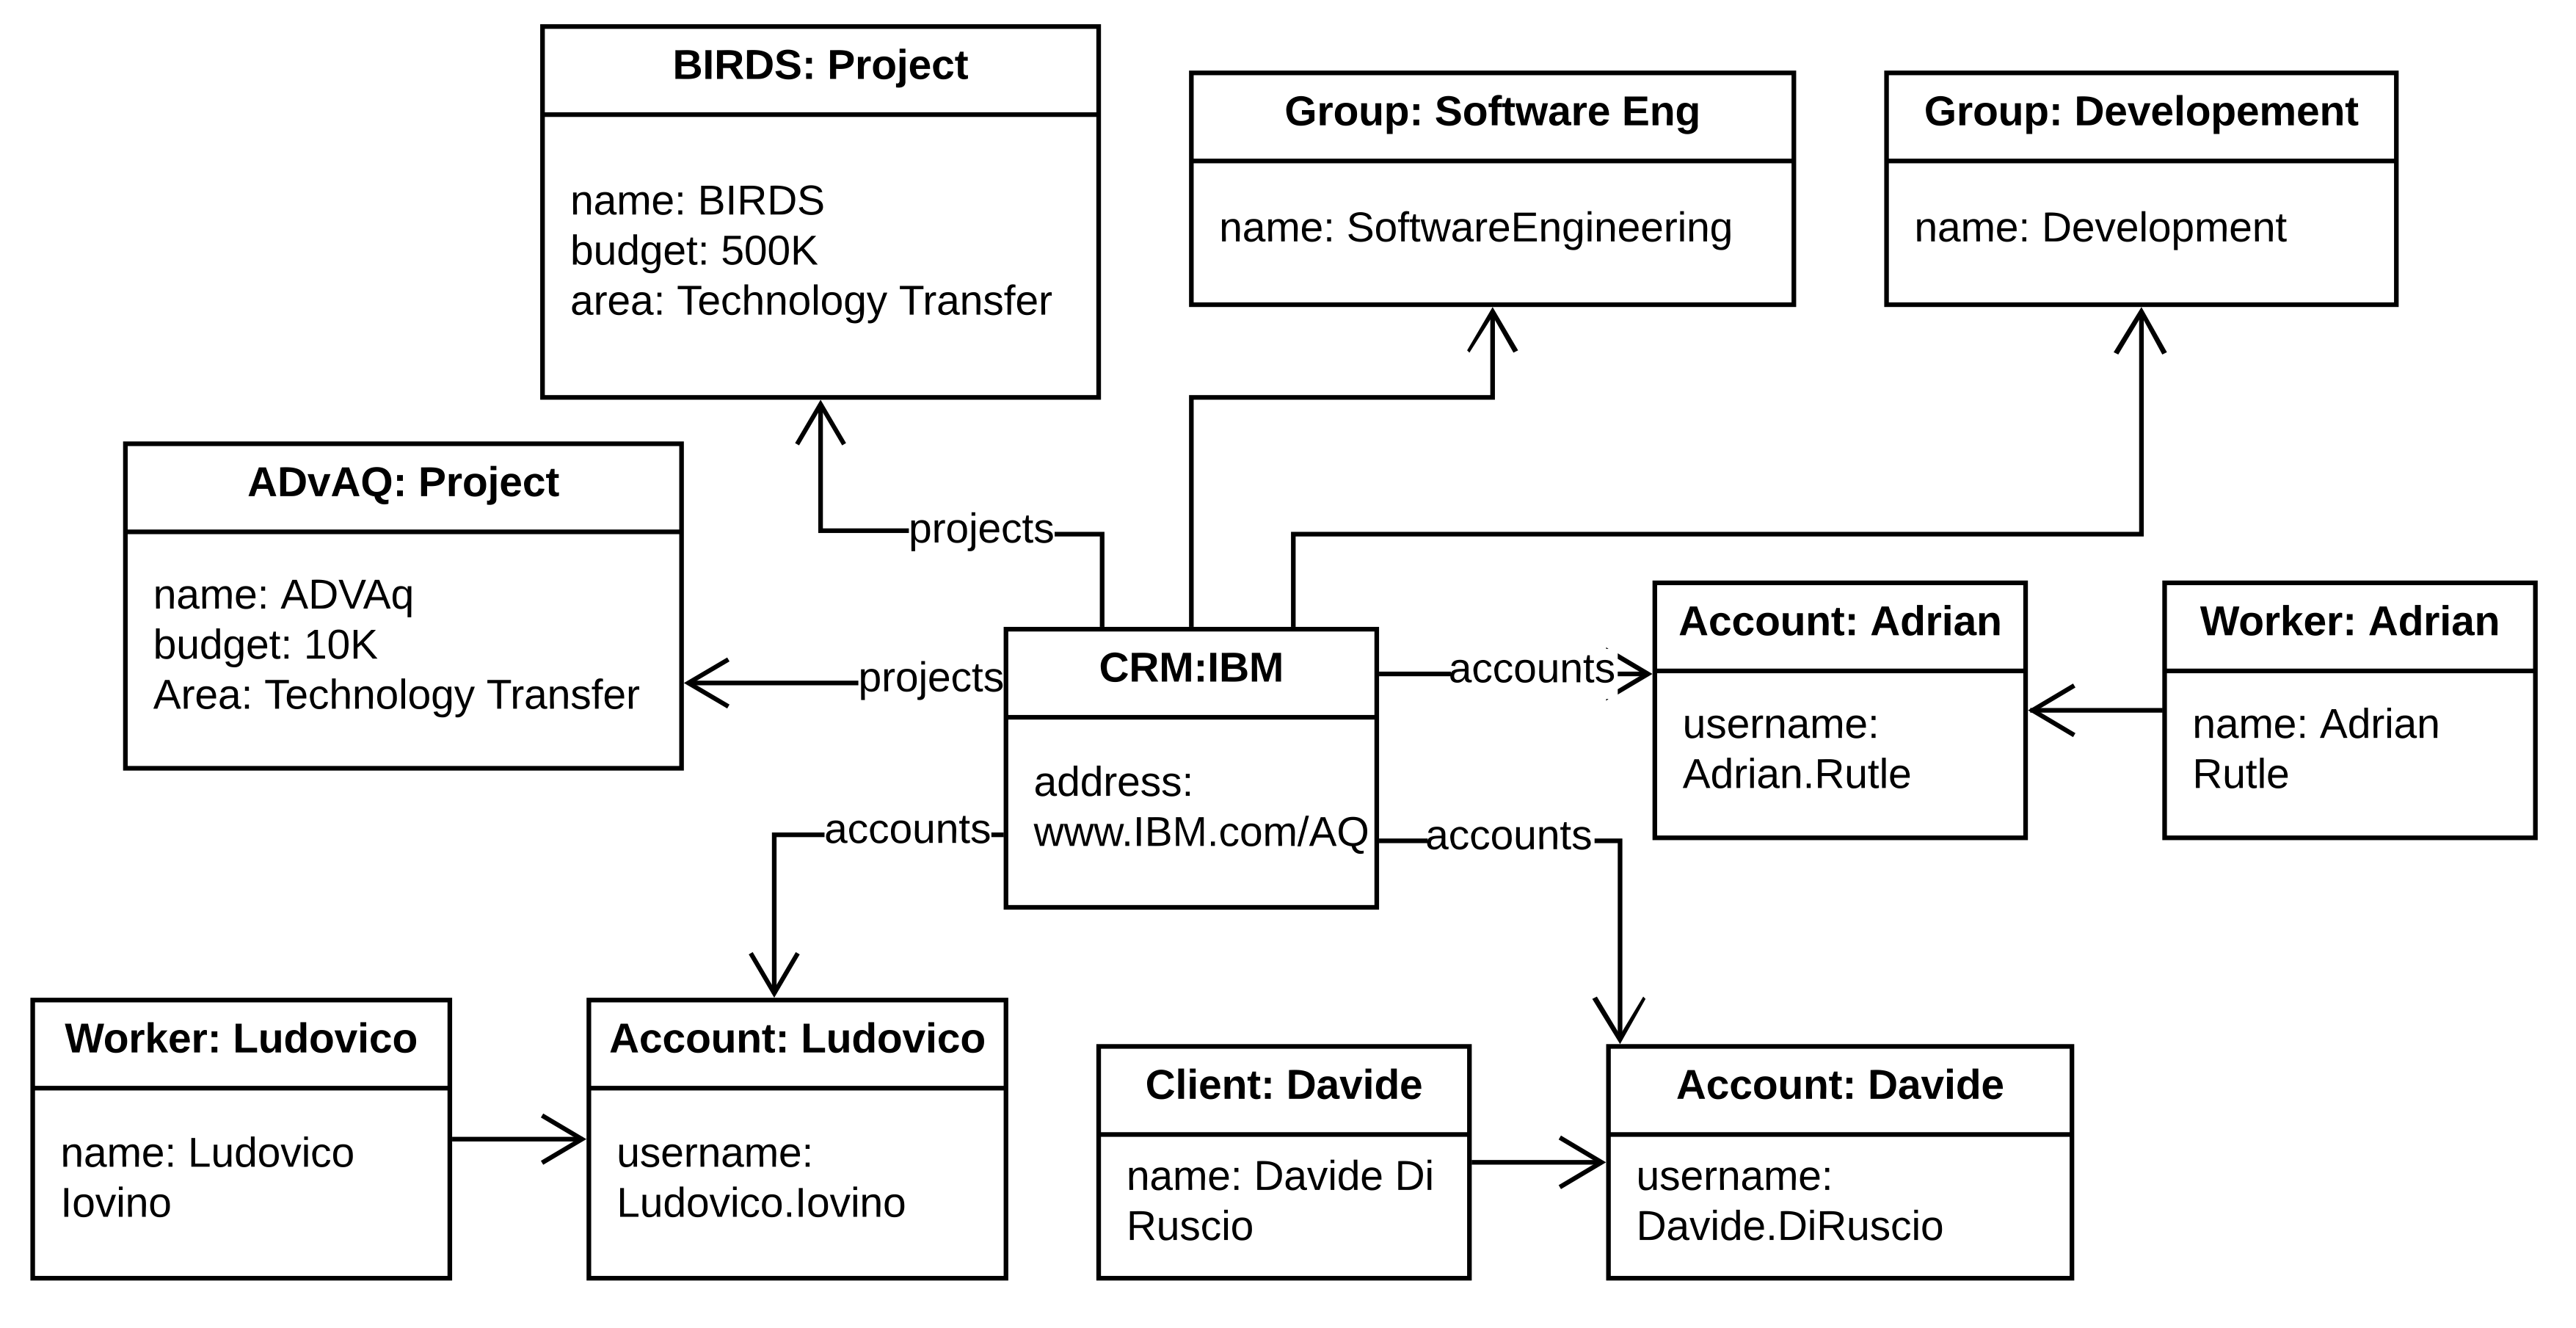 BIRDS: Project
name: BIRDS
budget: 500K
area: Technology Transfer
Group: Software Eng
name: SoftwareEngineering
Group: Developement
name: Development
ADvAQ: Project
name: ADVAq
budget: 10K
Area: Technology Transfer
projects
projects
CRM:IBM
address:
www.IBM.com/AQ
accounts
accounts
accounts
Account: Adrian
username:
Adrian.Rutle
Worker: Adrian
name: Adrian
Rutle
Worker: Ludovico
name: Ludovico
Iovino
Account: Ludovico
username:
Ludovico.Iovino
Client: Davide
name: Davide Di
Ruscio
Account: Davide
username:
Davide.DiRuscio